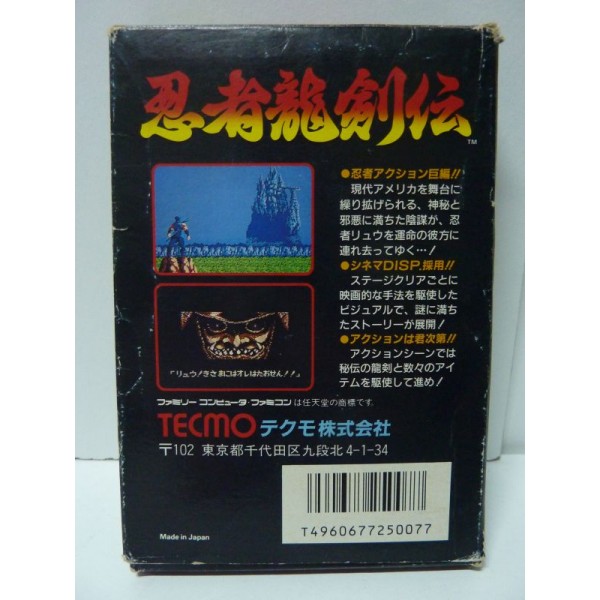 忍者龍剣伝
TM
●忍者アクション巨編!!
現代アメリカを舞台に
繰り拡げられる、神秘と
邪悪に満ちた陰謀が、忍
者リュウを運命の彼方に
連れ去ってゆく…!
●シネマDISP.採用!!
ステージクリアごとに
映画的な手法を駆使した
ビジュアルで、謎に満ち
たストーリーが展開!
●アクションは君次第!!
アクションシーンでは
秘伝の龍剣と数々のアイ
テムを駆使して進め!
「リュウ!きさまにはオレはたおせん!!」
ファミリーコンピュータ・ファミコンは任天堂の商標です。
TECMO テクモ株式会社
〒102 東京都千代田区九段北4-1-34
Made in Japan
T4960677250077